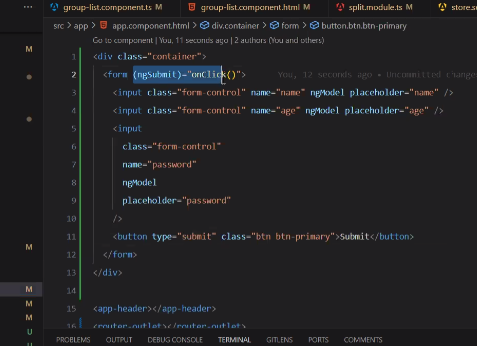 group-list.component.ts M
group-list.component.html M
split.module.ts M
store.s
src > app > app.component.html > div.container > form > button.btn.btn-primary
Go to component | You, 11 seconds ago | 2 authors (You and others)
M
1 <div class="container">
2 <form (ngSubmit)="onClick()"> You, 12 seconds ago • Uncommitted change
3 <input class="form-control" name="name" ngModel placeholder="name" />
4 <input class="form-control" name="age" ngModel placeholder="age" />
5 <input
6 class="form-control"
7 name="password"
8 ngModel
9 placeholder="password"
10 />
11 <button type="submit" class="btn btn-primary">Submit</button>
M
12 </form>
13 </div>
14
M
15 <app-header></app-header>
M
16 <router-outlet></router-outlet>
M
U
PROBLEMS OUTPUT DEBUG CONSOLE TERMINAL GITLENS PORTS COMMENTS